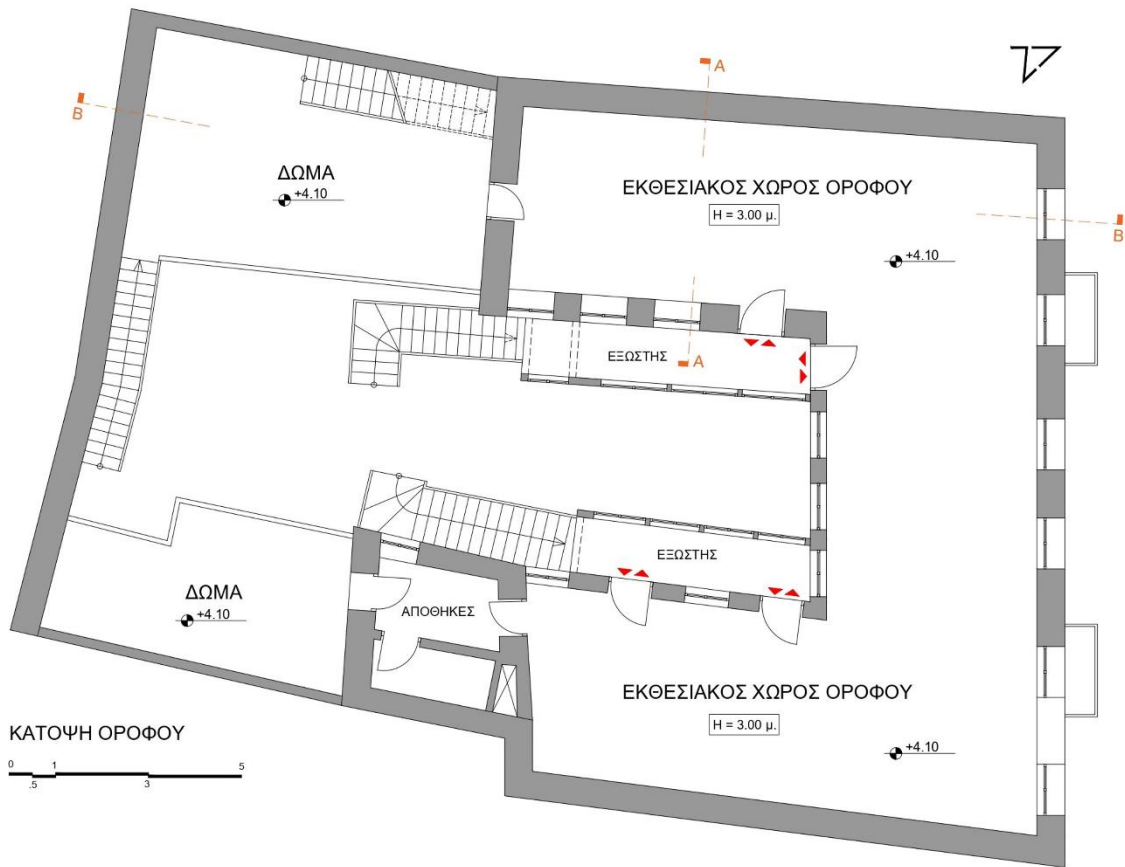 A
B
ΔΩΜΑ
+4.10
ΕΚΘΕΣΙΑΚΟΣ ΧΩΡΟΣ ΟΡΟΦΟΥ
H = 3.00 μ.
B
+4.10
ΕΞΩΣΤΗΣ
A
ΕΞΩΣΤΗΣ
ΔΩΜΑ
+4.10
ΑΠΟΘΗΚΕΣ
ΕΚΘΕΣΙΑΚΟΣ ΧΩΡΟΣ ΟΡΟΦΟΥ
H = 3.00 μ.
+4.10
ΚΑΤΟΨΗ ΟΡΟΦΟΥ
0 1 5
.5 3